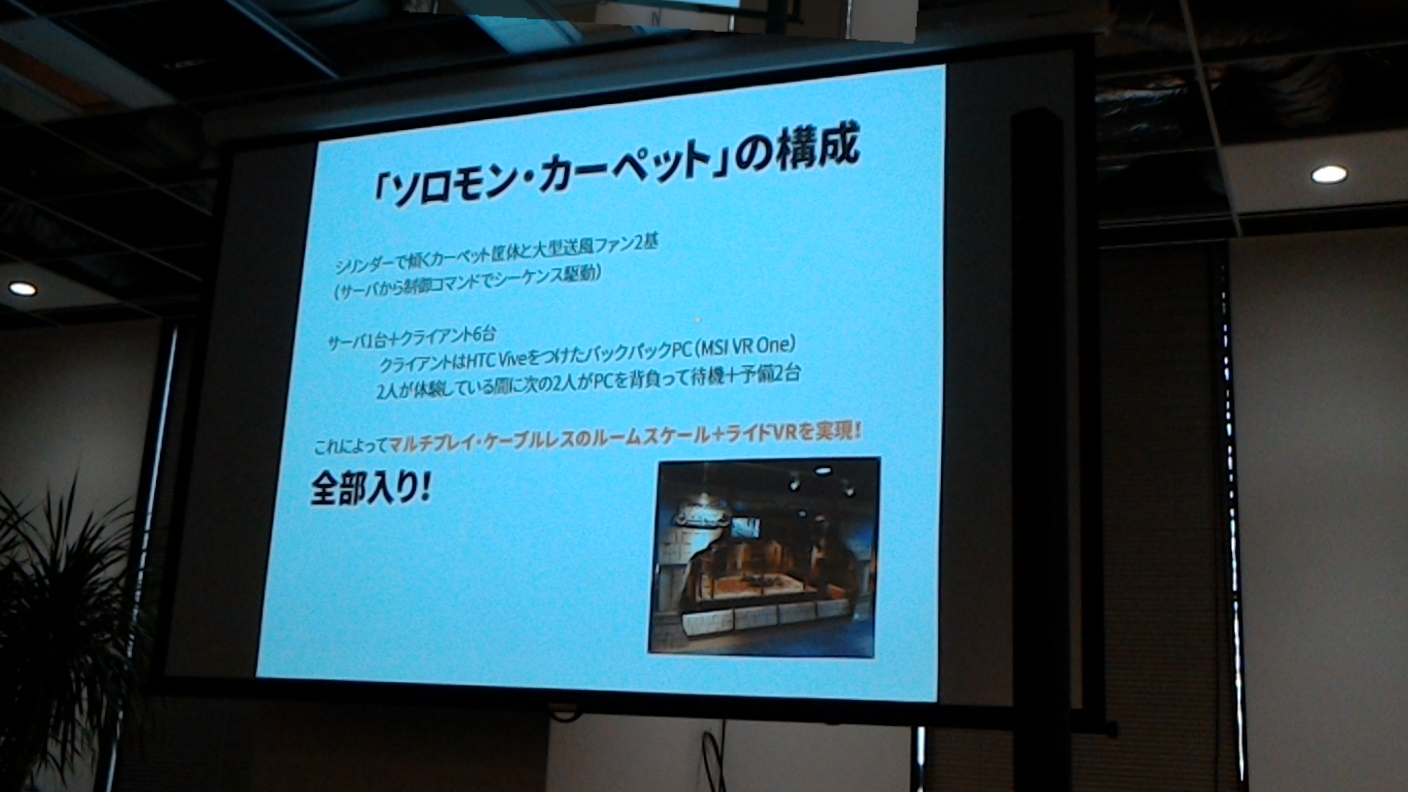 「ソロモン・カーペット」の構成
シリンダーで傾くカーペット筐体と大型送風ファン2基
(サーバから制御コマンドでシーケンス駆動)
サーバ1台＋クライアント6台
クライアントはHTC ViveをつけたバックパックPC(MSI VR One)
2人が体験している間に次の2人がPCを背負って待機＋予備2台
これによってマルチプレイ・ケーブルレスのルームスケール＋ライドVRを実現!
全部入り!